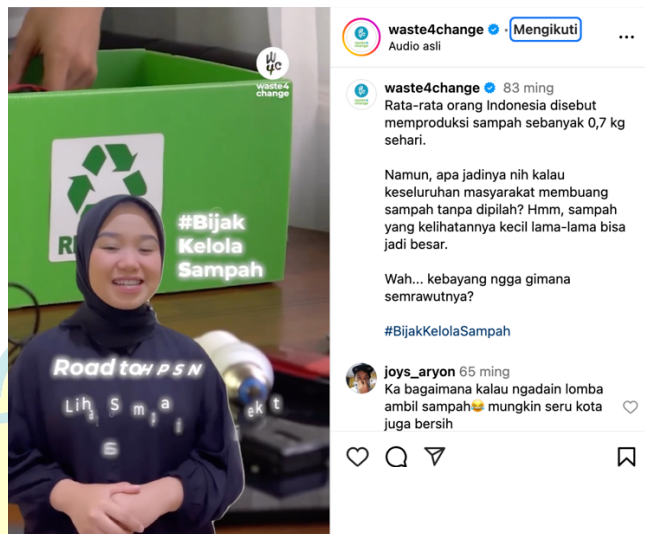 W4C
waste4
change
#Bijak
Kelola
Sampah
Road to H P S N
waste4change · Mengikuti
Audio asli
waste4change 83 ming
Rata-rata orang Indonesia disebut
memproduksi sampah sebanyak 0,7 kg
sehari.
Namun, apa jadinya nih kalau
keseluruhan masyarakat membuang
sampah tanpa dipilah? Hmm, sampah
yang kelihatannya kecil lama-lama bisa
jadi besar.
Wah... kebayang ngga gimana
semrawutnya?
#BijakKelolaSampah
joys_aryon 65 ming
Ka bagaimana kalau ngadain lomba
ambil sampah😂 mungkin seru kota
juga bersih